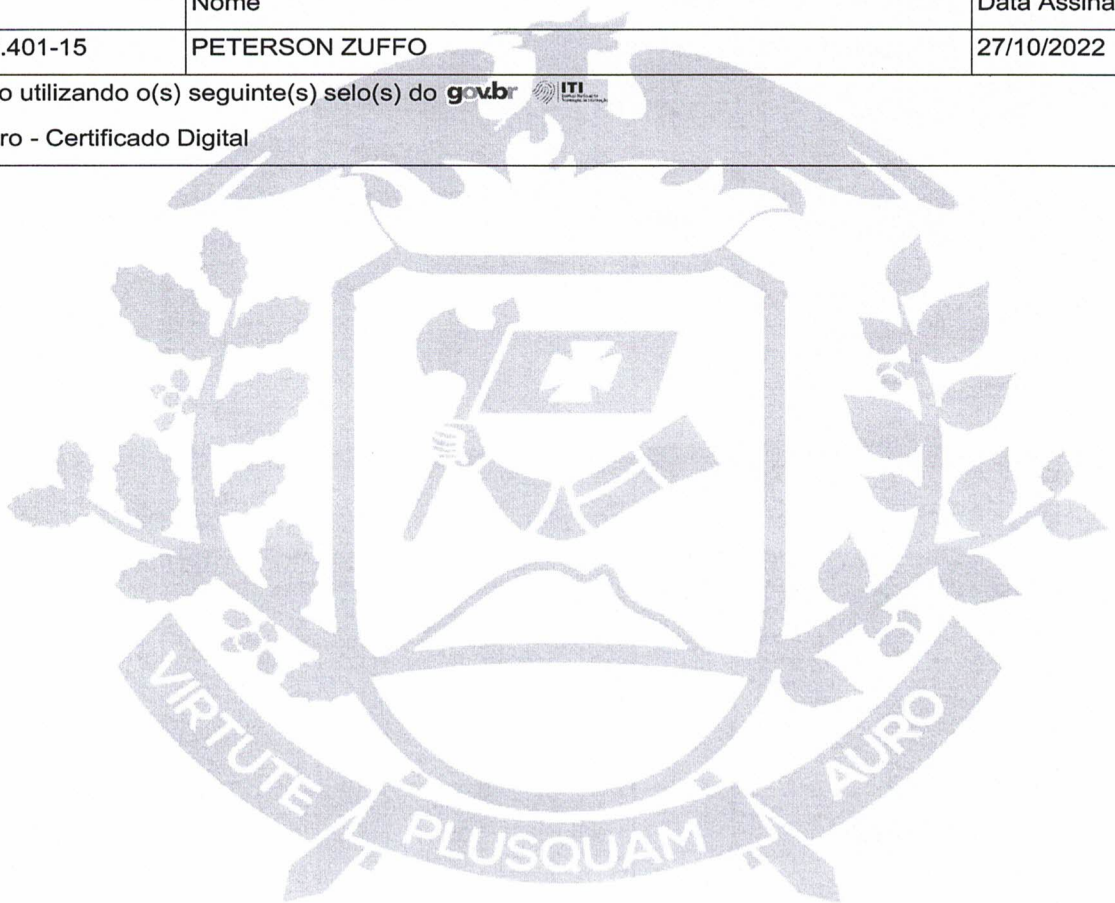 Nome Data Assina
.401-15 PETERSON ZUFFO 27/10/2022
o utilizando o(s) seguinte(s) selo(s) do gov.br ITI
ro - Certificado Digital
VIRTUTE PLUSQUAM AURO